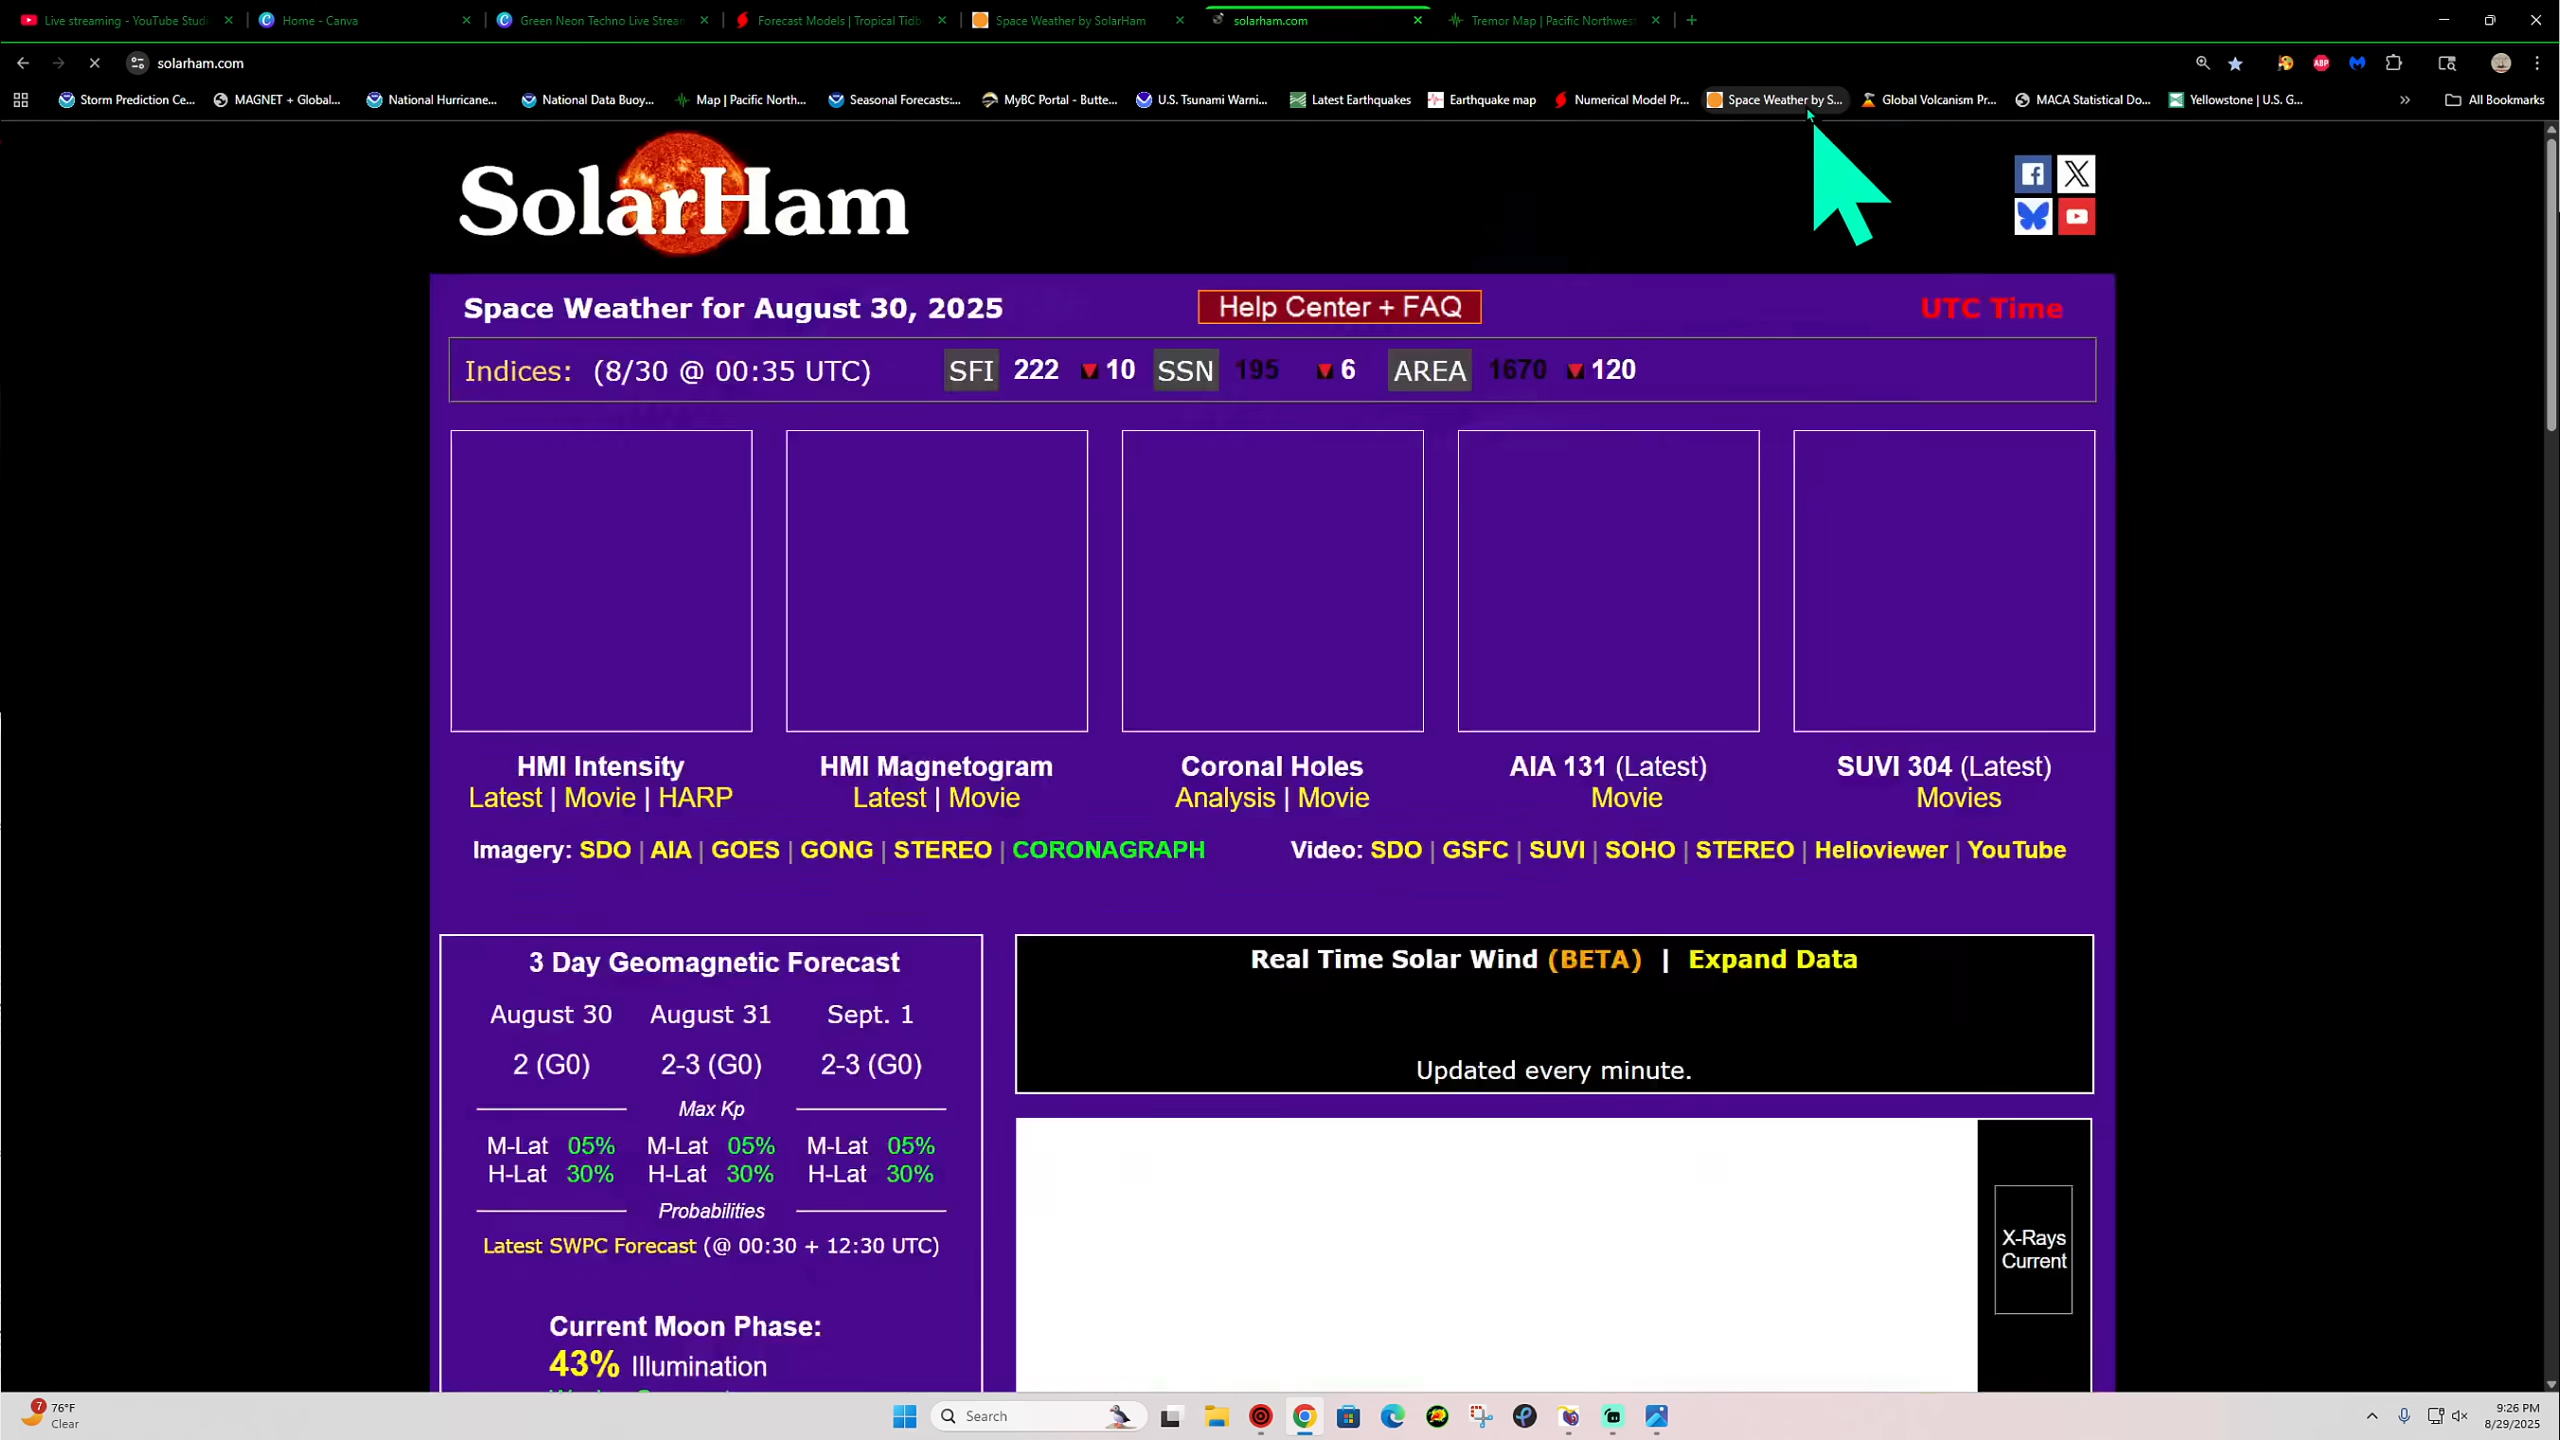 Live streaming - YouTube Studi
Home - Canva
Green Neon Techno Live Stream
Forecast Models | Tropical Tidb
Space Weather by SolarHam
solarham.com
Tremor Map | Pacific Northwest
solarham.com
Storm Prediction Ce...
MAGNET + Global...
National Hurricane...
National Data Buoy...
Map | Pacific North...
Seasonal Forecasts:...
MyBC Portal - Butte...
U.S. Tsunami Warni...
Latest Earthquakes
Earthquake map
Numerical Model Pr...
Space Weather by S...
Global Volcanism Pr...
MACA Statistical Do...
Yellowstone | U.S. G...
All Bookmarks
SolarHam
Space Weather for August 30, 2025
Help Center + FAQ
UTC Time
Indices: (8/30 @ 00:35 UTC) SFI 222 ▼ 10 SSN 195 ▼ 6 AREA 1670 ▼ 120
HMI Intensity
Latest | Movie | HARP
HMI Magnetogram
Latest | Movie
Coronal Holes
Analysis | Movie
AIA 131 (Latest)
Movie
SUVI 304 (Latest)
Movies
Imagery: SDO | AIA | GOES | GONG | STEREO | CORONAGRAPH
Video: SDO | GSFC | SUVI | SOHO | STEREO | Helioviewer | YouTube
3 Day Geomagnetic Forecast
August 30 August 31 Sept. 1
2 (G0) 2-3 (G0) 2-3 (G0)
Max Kp
M-Lat 05% M-Lat 05% M-Lat 05%
H-Lat 30% H-Lat 30% H-Lat 30%
Probabilities
Latest SWPC Forecast (@ 00:30 + 12:30 UTC)
Current Moon Phase:
43% Illumination
Real Time Solar Wind (BETA) | Expand Data
Updated every minute.
X-Rays
Current
7
76°F
Clear
Search
9:26 PM
8/29/2025